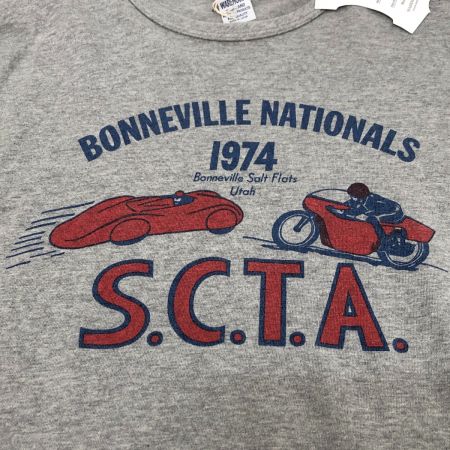 BONNEVILLE NATIONALS
1974
Bonneville Salt Flats
Utah
S.C.T.A.